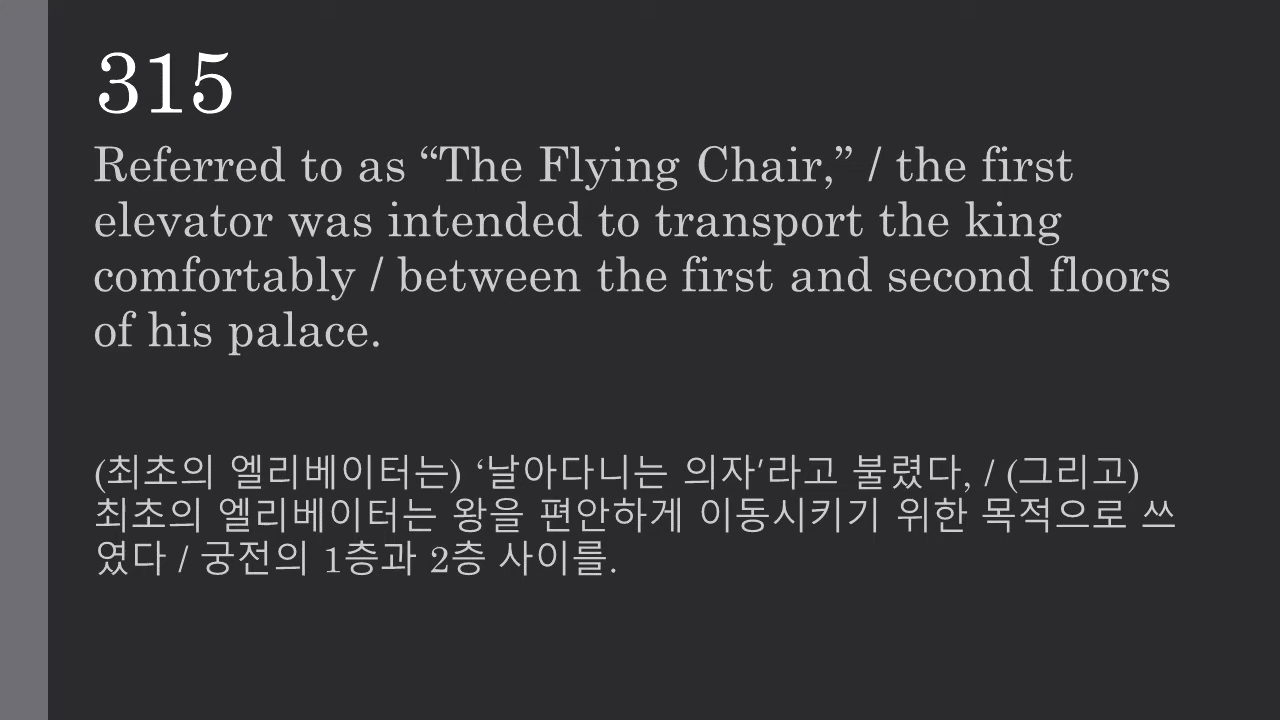 315
Referred to as “The Flying Chair,” / the first
elevator was intended to transport the king
comfortably / between the first and second floors
of his palace.
(최초의 엘리베이터는) ‘날아다니는 의자’라고 불렸다, / (그리고)
최초의 엘리베이터는 왕을 편안하게 이동시키기 위한 목적으로 쓰
였다 / 궁전의 1층과 2층 사이를.